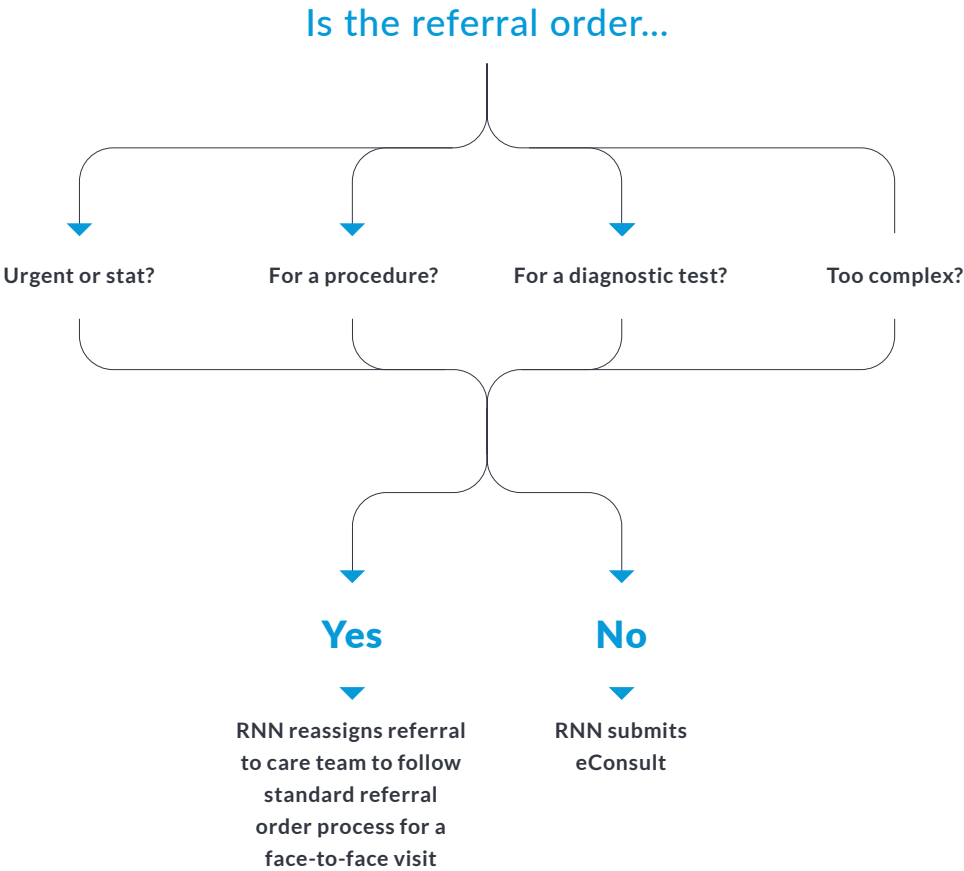 Is the referral order...
Urgent or stat?
For a procedure?
For a diagnostic test?
Too complex?
Yes
RNN reassigns referral
to care team to follow
standard referral
order process for a
face-to-face visit
No
RNN submits
eConsult